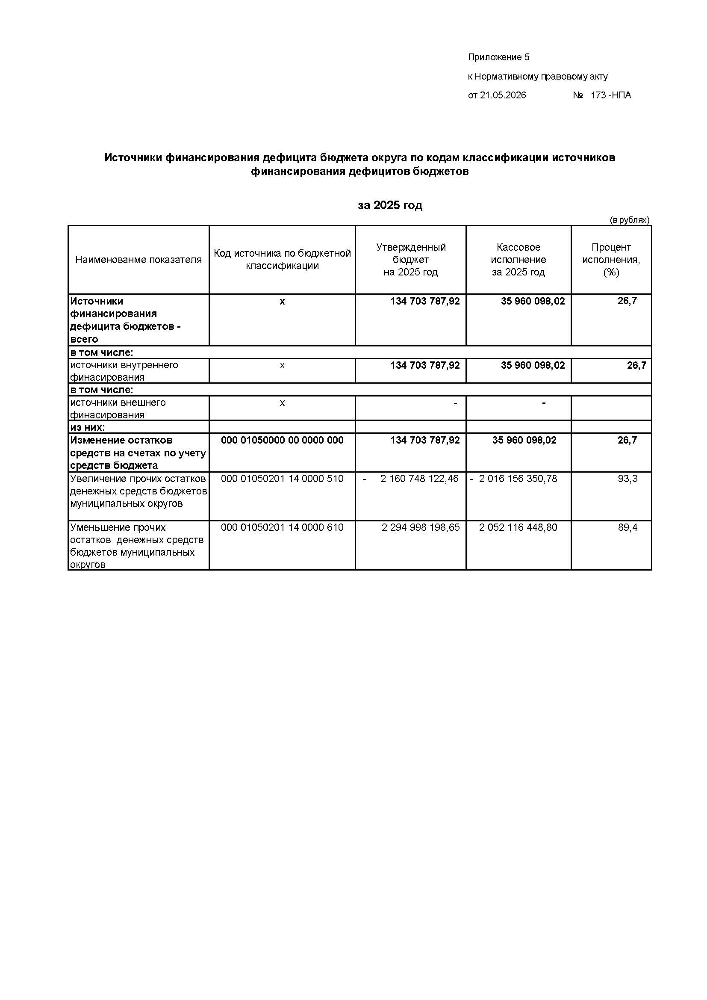 Приложение 5
к Нормативному правовому акту
от 21.05.2026 № 173 -НПА
Источники финансирования дефицита бюджета округа по кодам классификации источников
финансирования дефицитов бюджетов
за 2025 год
(в рублях)
Наименованме показателя
Код источника по бюджетной
классификации
Утвержденный
бюджет
на 2025 год
Кассовое
исполнение
за 2025 год
Процент
исполнения,
(%)
Источники
финансирования
дефицита бюджетов -
всего
х
134 703 787,92
35 960 098,02
26,7
в том числе:
источники внутреннего
финасирования
х
134 703 787,92
35 960 098,02
26,7
в том числе:
источники внешнего
финасирования
х
-
-
из них:
Изменение остатков
средств на счетах по учету
средств бюджета
000 01050000 00 0000 000
134 703 787,92
35 960 098,02
26,7
Увеличение прочих остатков
денежных средств бюджетов
муниципальных округов
000 01050201 14 0000 510
- 2 160 748 122,46
- 2 016 156 350,78
93,3
Уменьшение прочих
остатков  денежных средств
бюджетов муниципальных
округов
000 01050201 14 0000 610
2 294 998 198,65
2 052 116 448,80
89,4